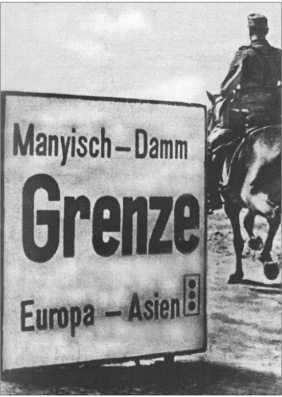 Manyisch – Damm
Grenze
Europa – Asien